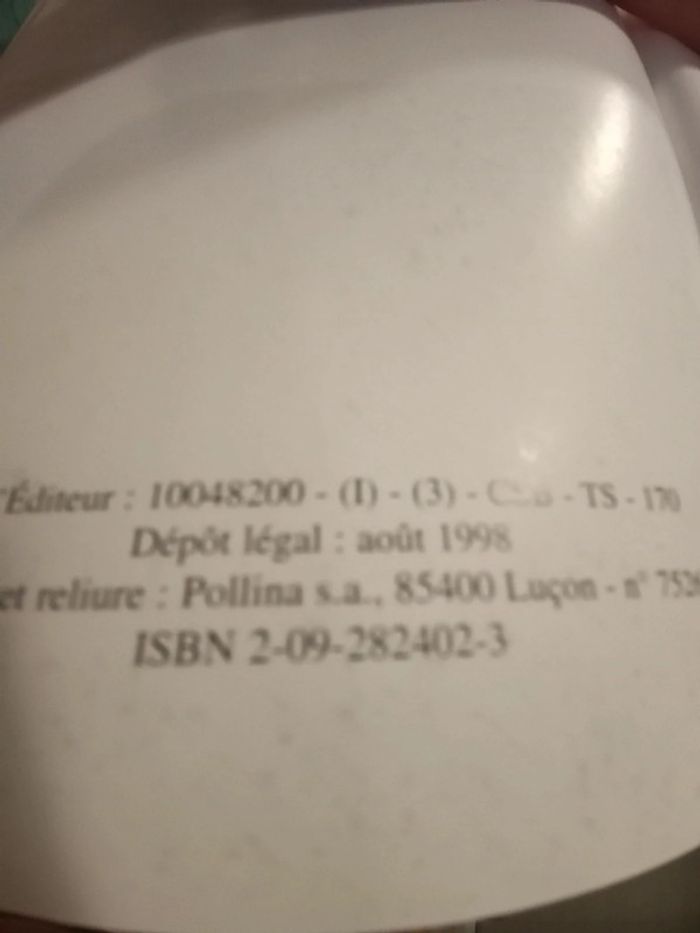 Éditeur : 10048200 - (I) - (3) - - TS - 170
Dépôt légal : août 1998
et reliure : Pollina s.a., 85400 Luçon - n°
ISBN 2-09-282402-3